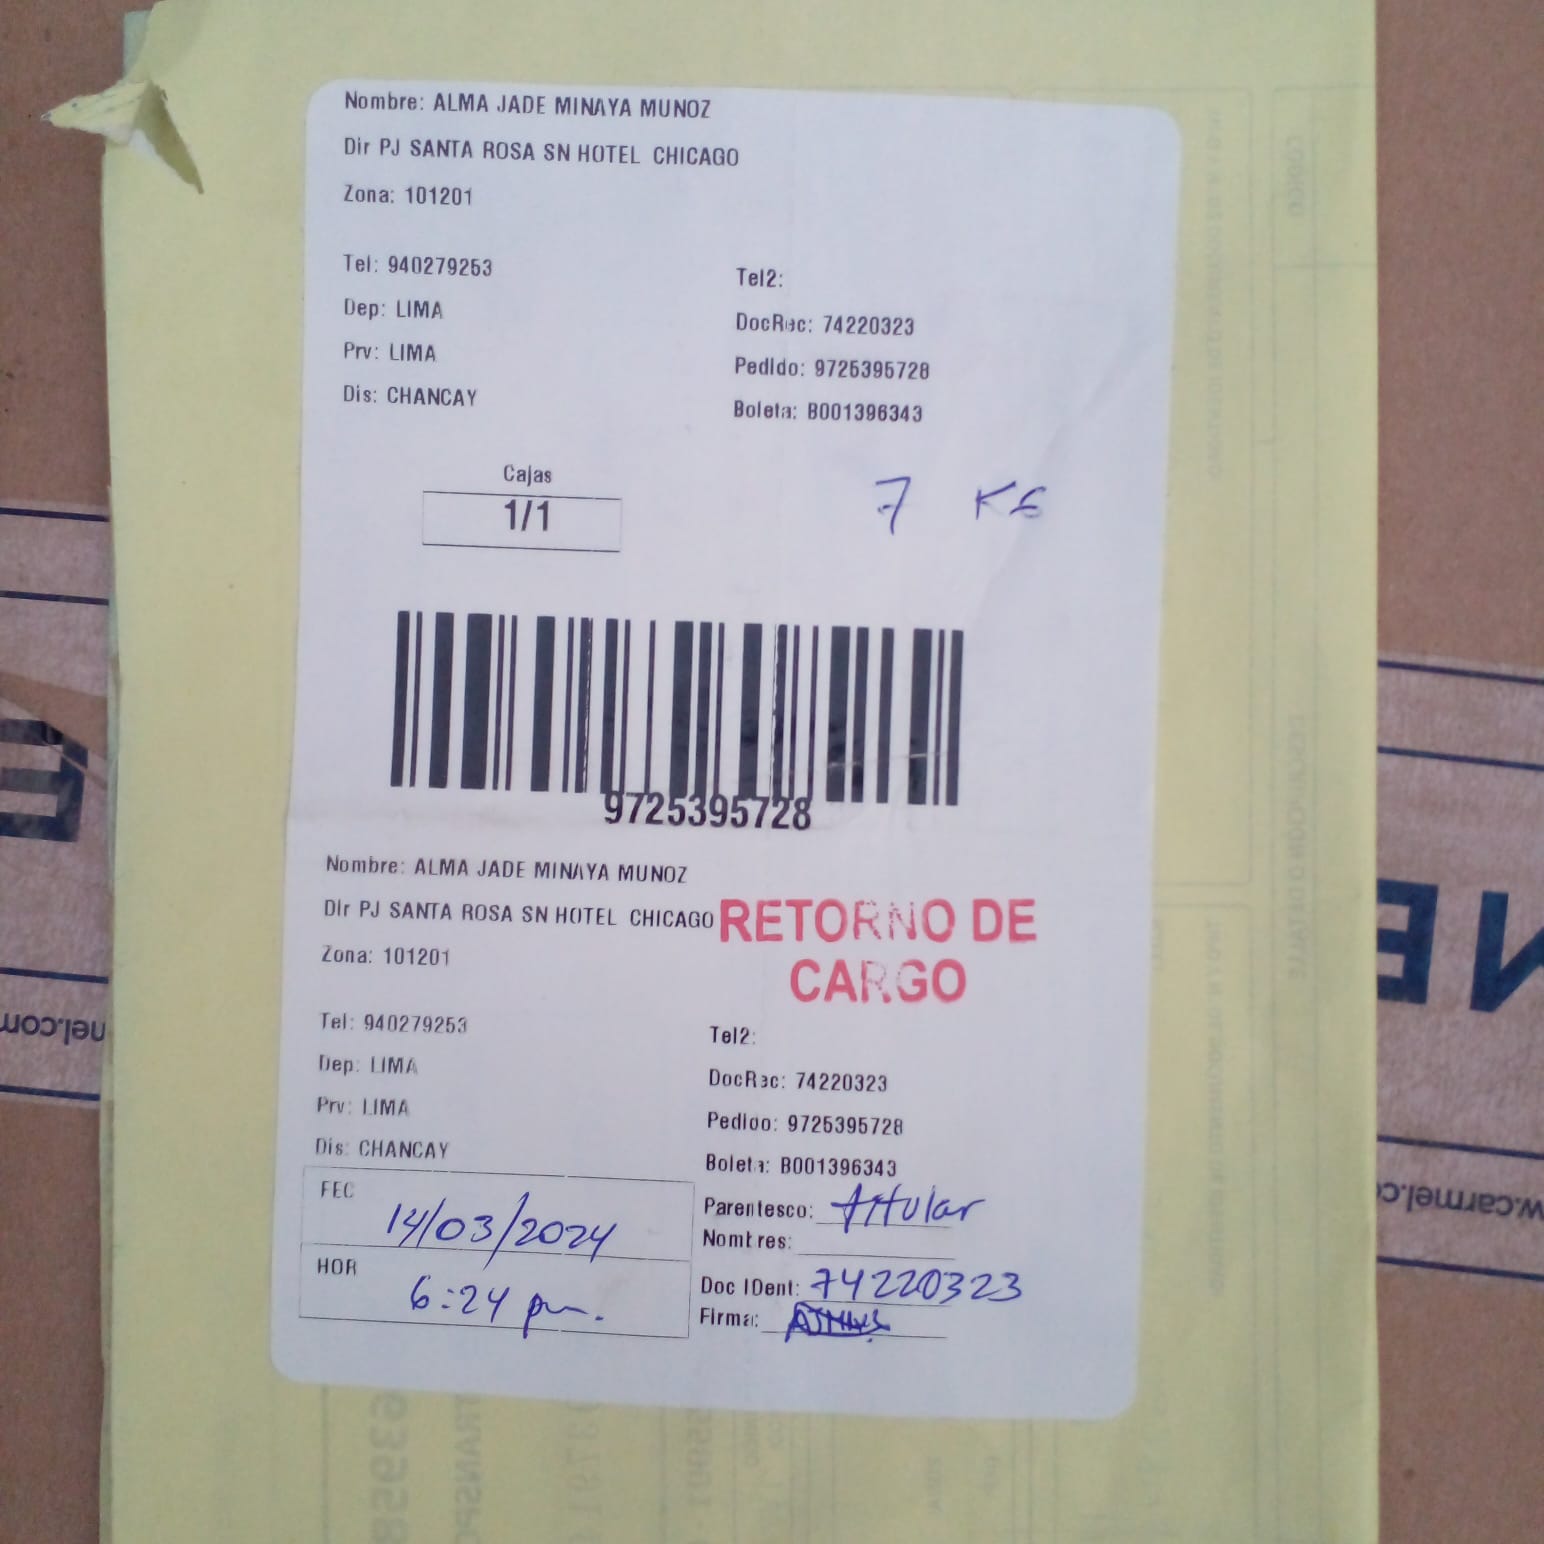 Nombre: ALMA JADE MINAYA MUNOZ
Dir PJ SANTA ROSA SN HOTEL CHICAGO
Zona: 101201
Tel: 940279253
Tel2:
Dep: LIMA
DocRec: 74220323
Prv: LIMA
Pedido: 9725395728
Dis: CHANCAY
Boleta: B001396343
Cajas
1/1
7 KG
9725395728
Nombre: ALMA JADE MINAYA MUNOZ
Dir PJ SANTA ROSA SN HOTEL CHICAGO
RETORNO DE
CARGO
Zona: 101201
Tel: 940279253
Tel2:
Dep: LIMA
DocRec: 74220323
Prv: LIMA
Pedido: 9725395728
Dis: CHANCAY
Boleta: B001396343
FEC
14/03/2024
Parentesco: titular
Nombres:
HOR
6:24 pm.
Doc IDent: 74220323
Firma:
nel.com
w.carmel.co